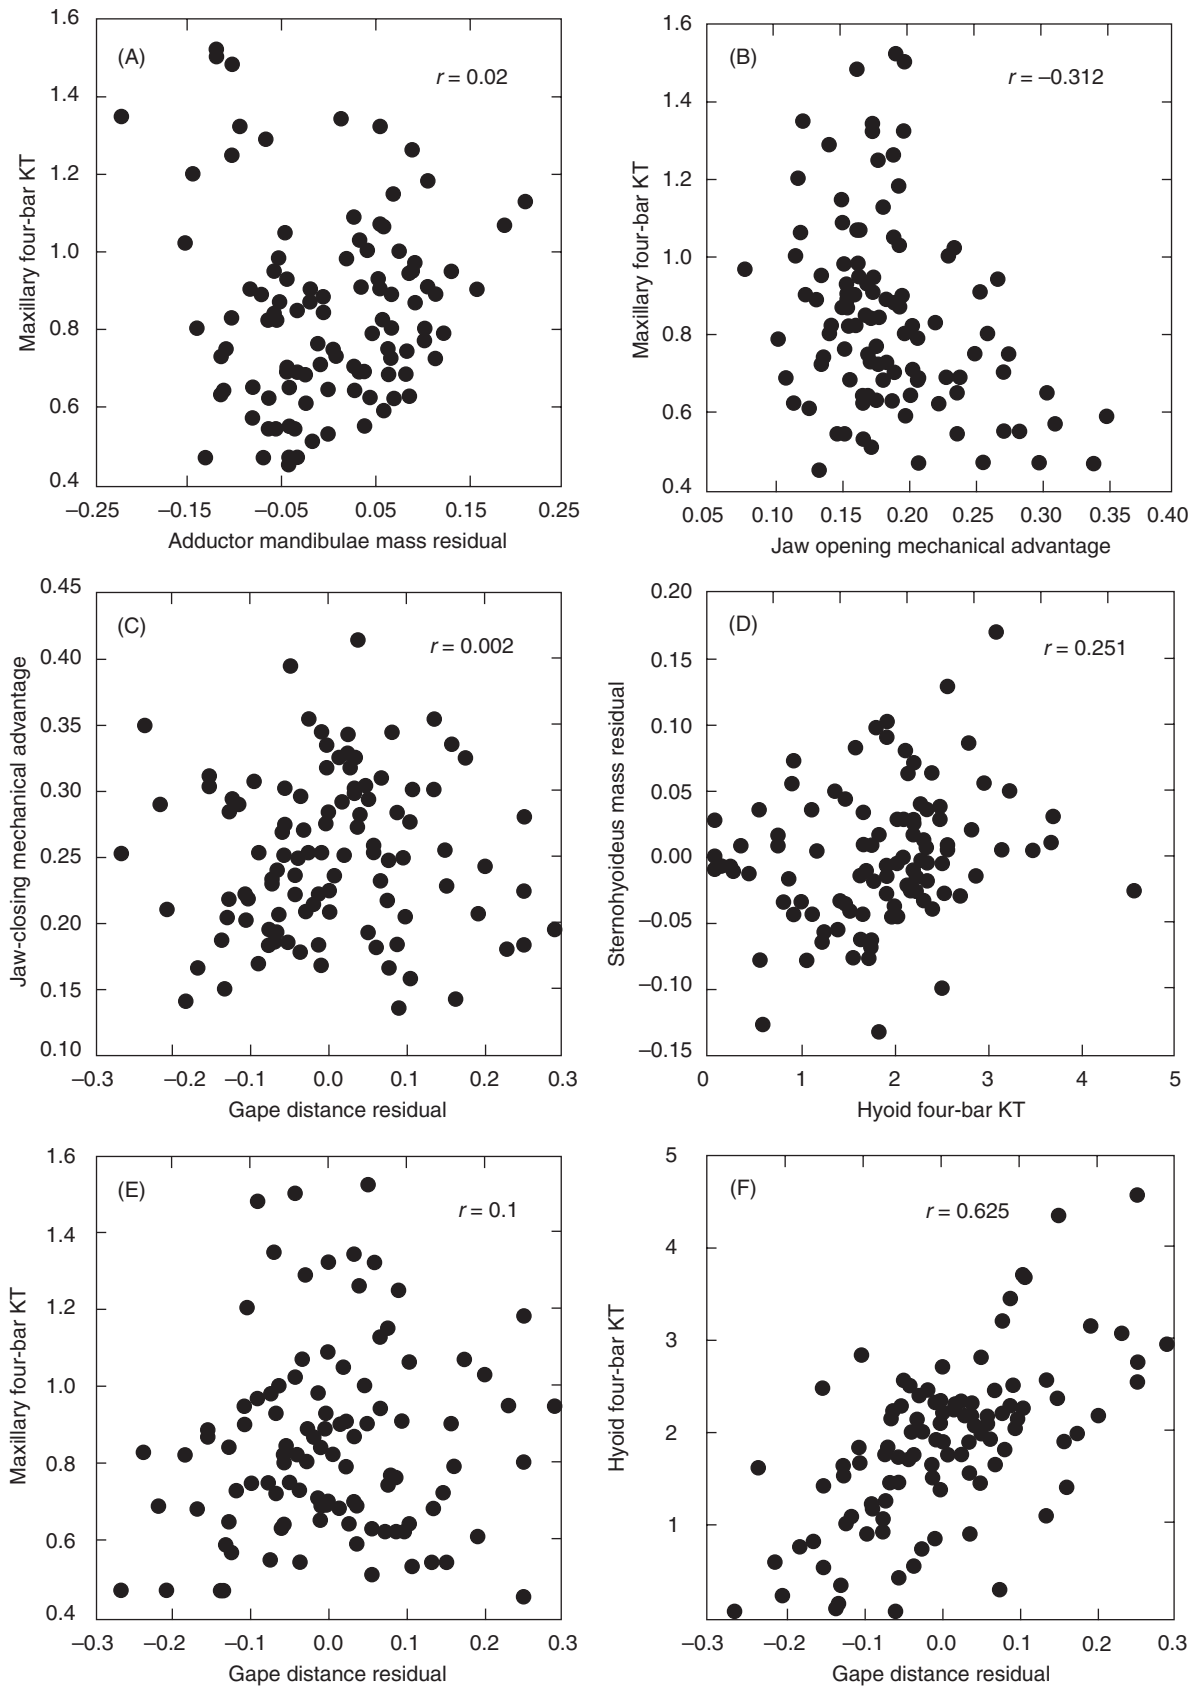 (A)
r = 0.02
1.6
1.4
1.2
1.0
0.8
0.6
0.4
Maxillary four-bar KT
–0.25 –0.15 –0.05 0.05 0.15 0.25
Adductor mandibulae mass residual
(B)
r = –0.312
1.6
1.4
1.2
1.0
0.8
0.6
0.4
Maxillary four-bar KT
0.05 0.10 0.15 0.20 0.25 0.30 0.35 0.40
Jaw opening mechanical advantage
(C)
r = 0.002
0.45
0.40
0.35
0.30
0.25
0.20
0.15
0.10
Jaw-closing mechanical advantage
–0.3 –0.2 –0.1 0.0 0.1 0.2 0.3
Gape distance residual
(D)
r = 0.251
0.20
0.15
0.10
0.05
0.00
–0.05
–0.10
–0.15
Sternohyoideus mass residual
0 1 2 3 4 5
Hyoid four-bar KT
(E)
r = 0.1
1.6
1.4
1.2
1.0
0.8
0.6
0.4
Maxillary four-bar KT
–0.3 –0.2 –0.1 0.0 0.1 0.2 0.3
Gape distance residual
(F)
r = 0.625
5
4
3
2
1
Hyoid four-bar KT
–0.3 –0.2 –0.1 0.0 0.1 0.2 0.3
Gape distance residual